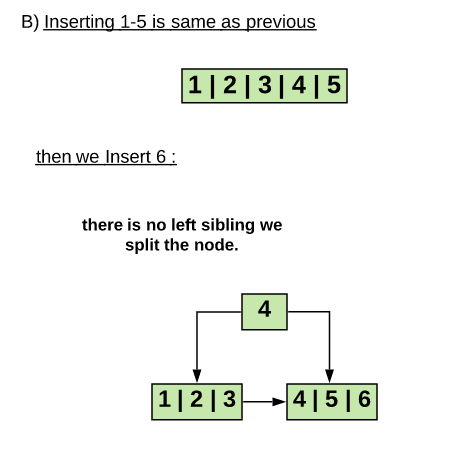 B) Inserting 1-5 is same as previous
1 | 2 | 3 | 4 | 5
then we Insert 6 :
there is no left sibling we
split the node.
4
1 | 2 | 3
4 | 5 | 6